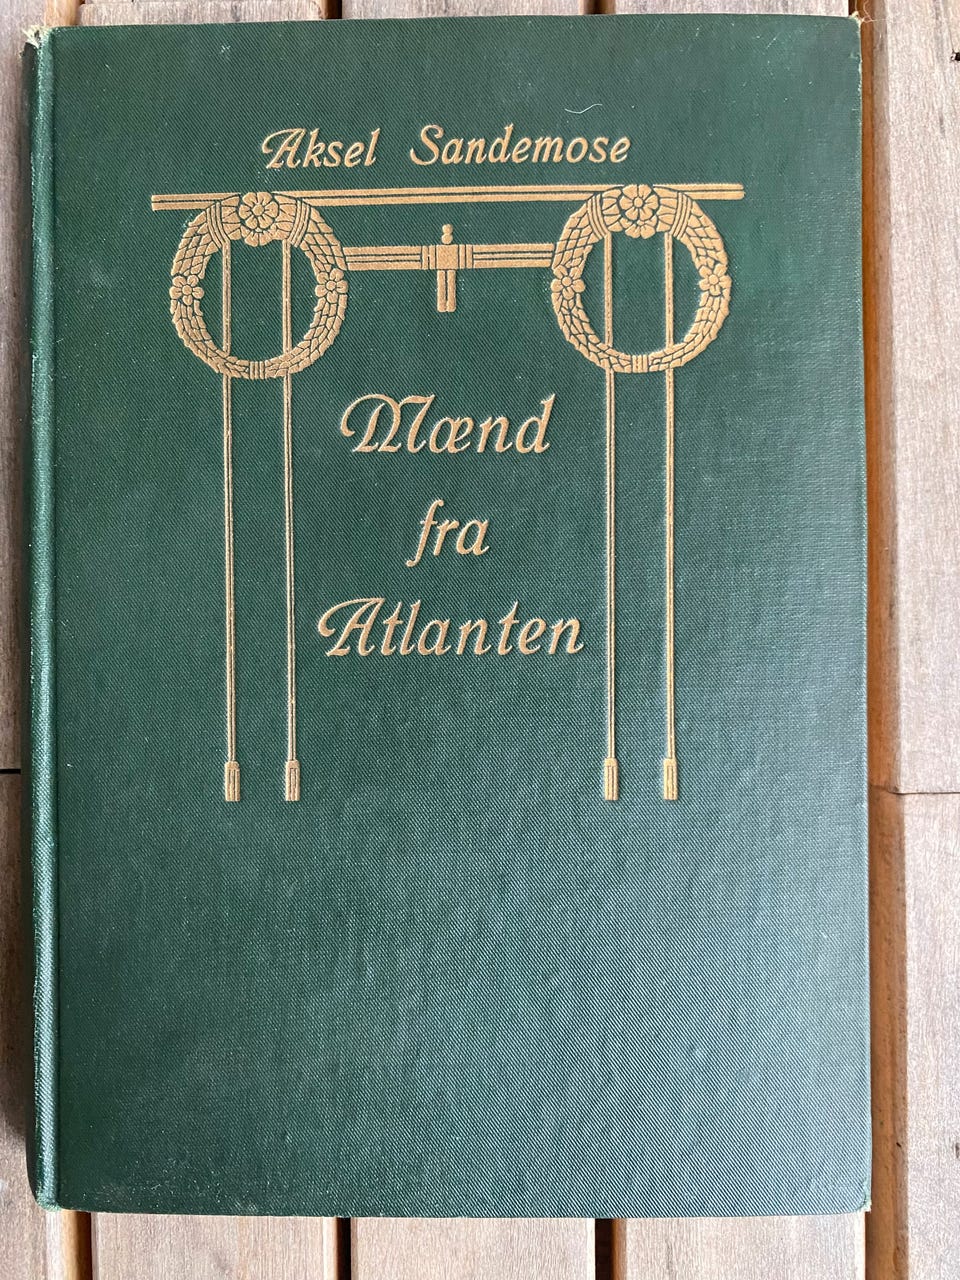 Aksel Sandemose
Mænd
fra
Atlanten